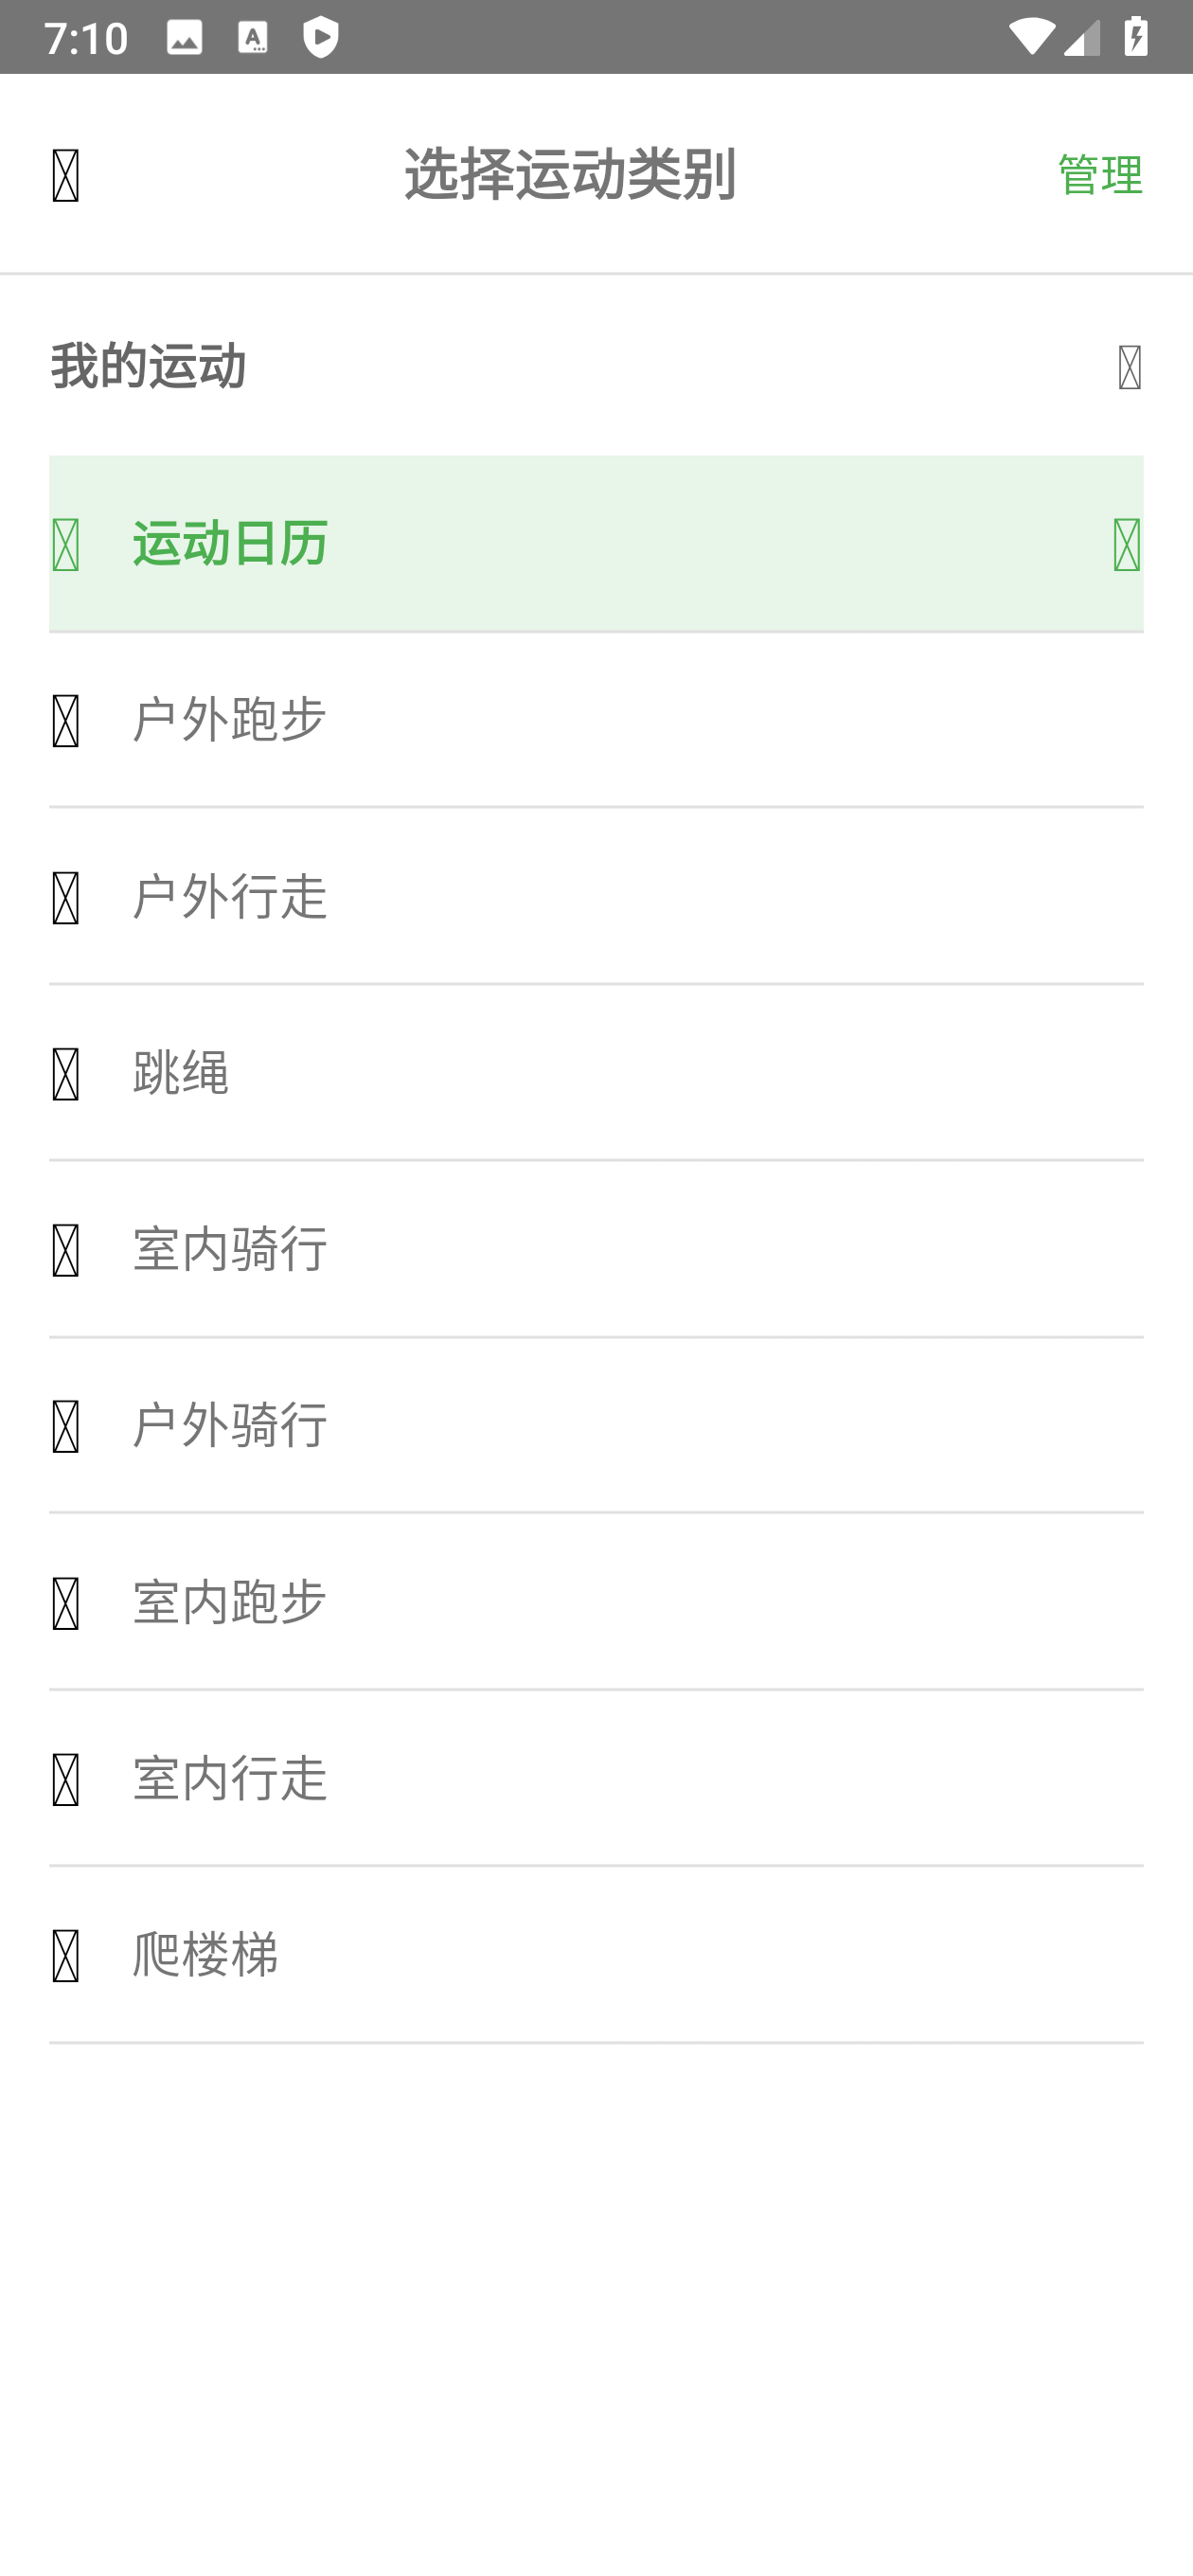 7:10
选择运动类别
管理
我的运动
运动日历
户外跑步
户外行走
跳绳
室内骑行
户外骑行
室内跑步
室内行走
爬楼梯